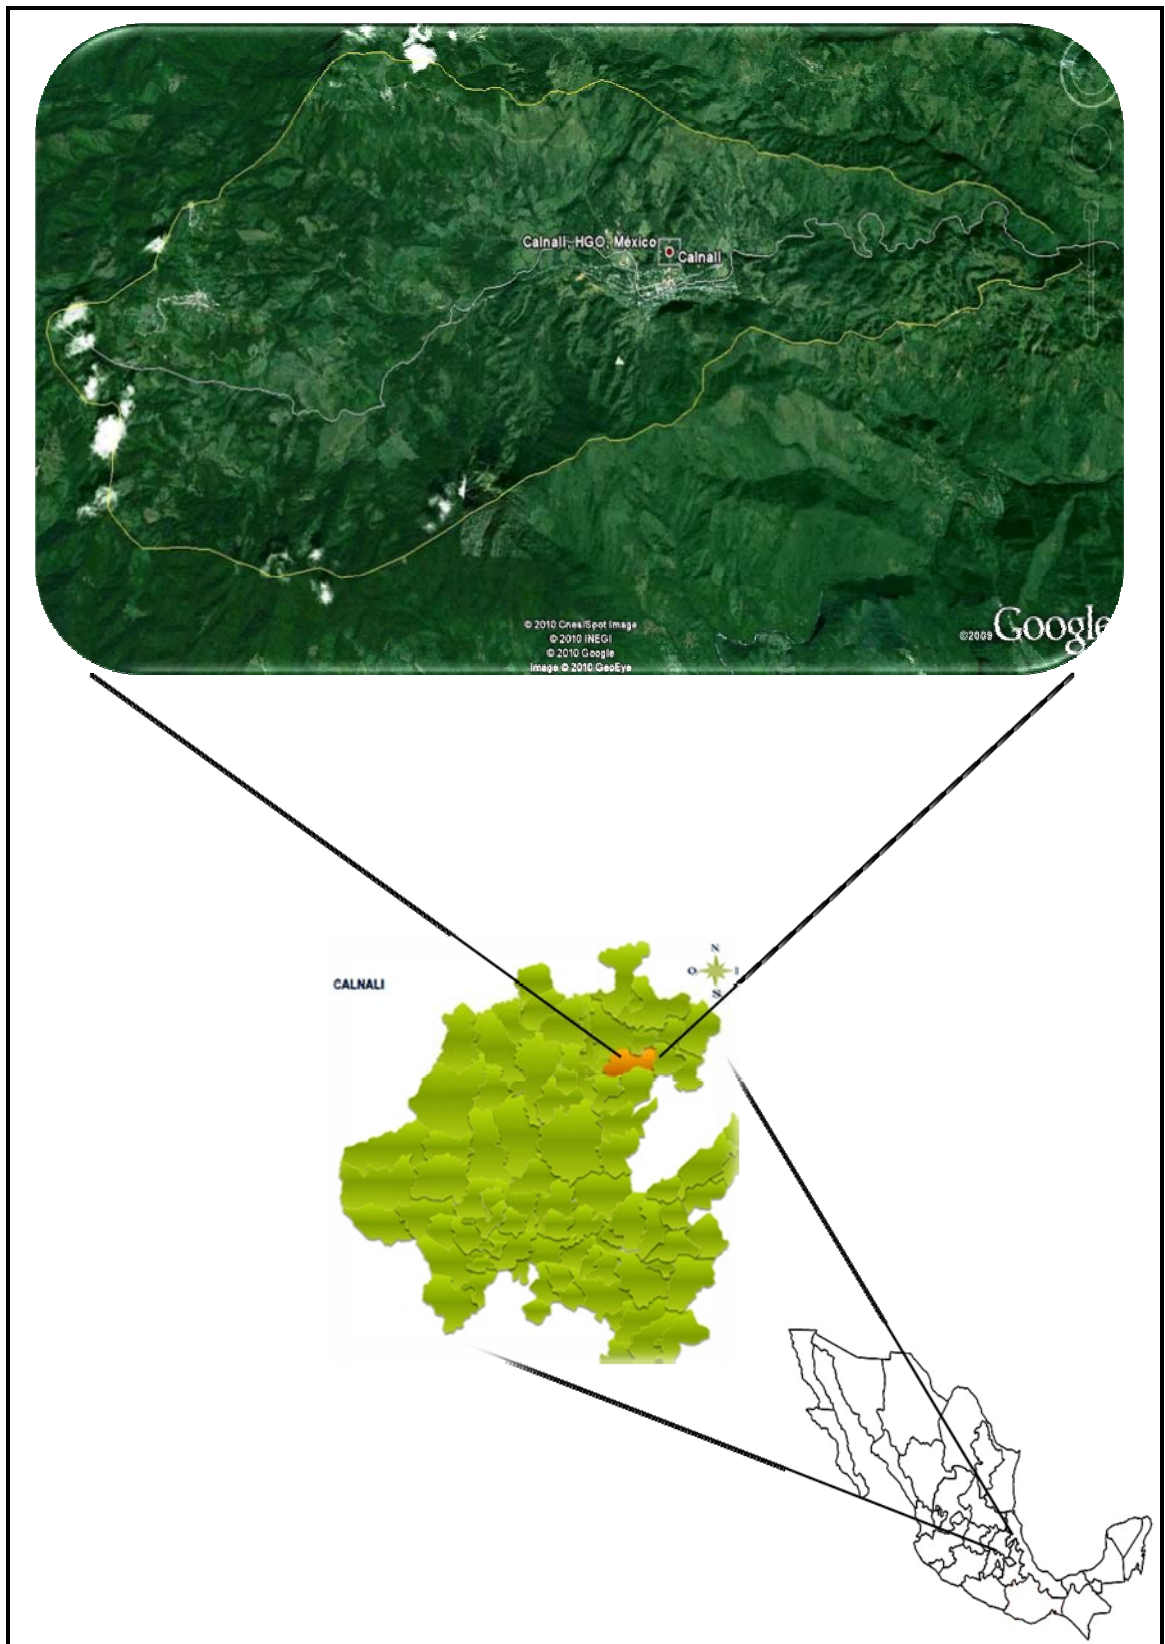 Calnali, HGO, México
Calnali
© 2010 Cnes/Spot Image
© 2010 INEGI
© 2010 Google
Image © 2010 GeoEye
©2009 Google
CALNALI
N
O
S